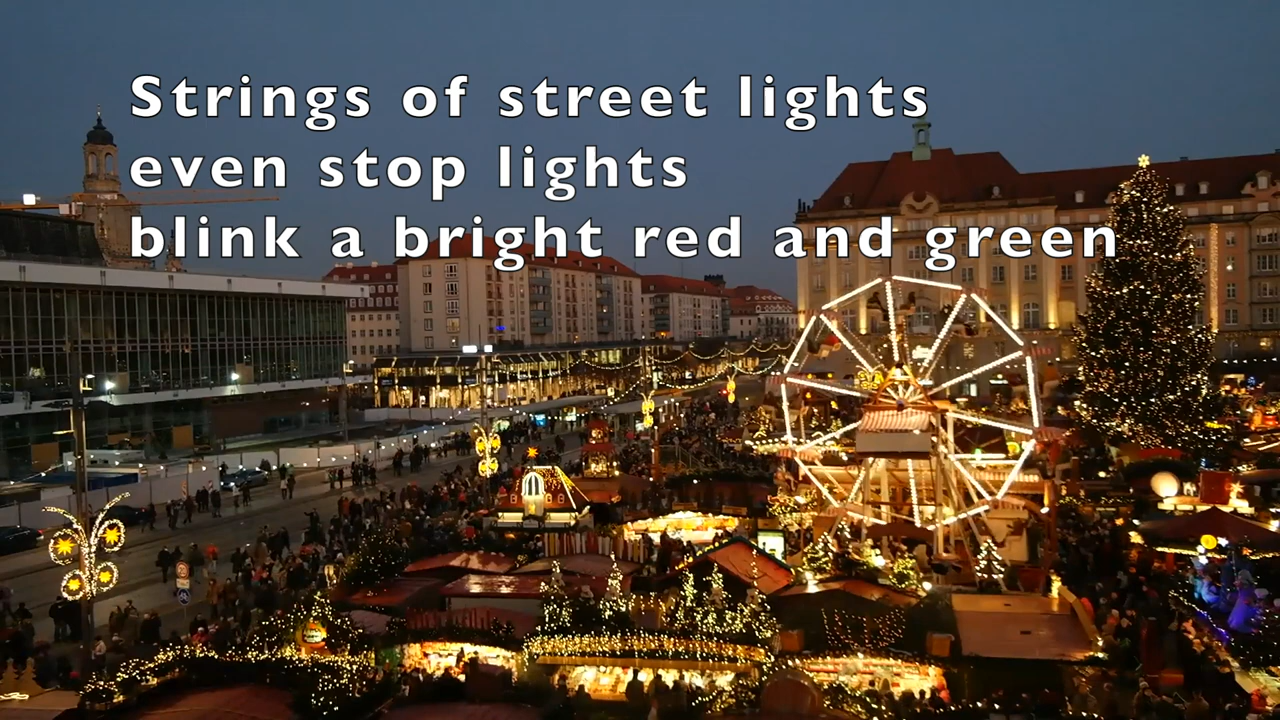 Strings of street lights
even stop lights
blink a bright red and green